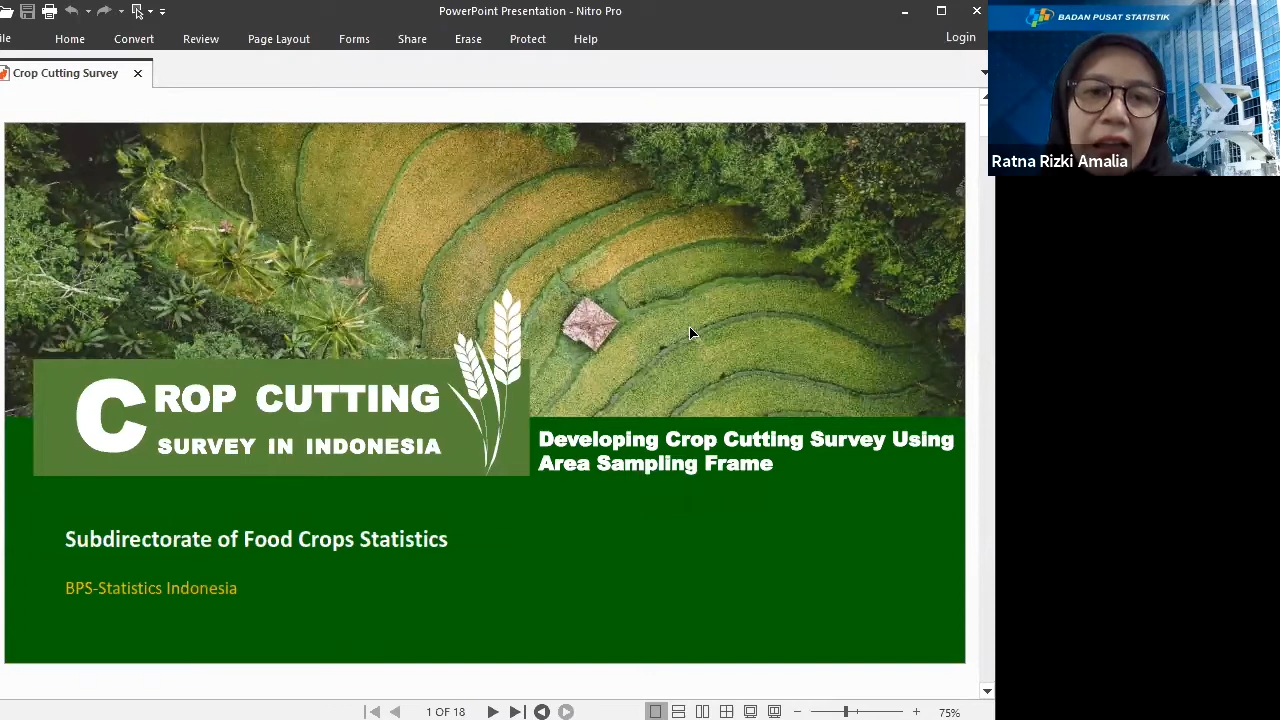 PowerPoint Presentation - Nitro Pro
ile
Home
Convert
Review
Page Layout
Forms
Share
Erase
Protect
Help
Login
Crop Cutting Survey
BADAN PUSAT STATISTIK
Ratna Rizki Amalia
CROP CUTTING
SURVEY IN INDONESIA
Developing Crop Cutting Survey Using
Area Sampling Frame
Subdirectorate of Food Crops Statistics
BPS-Statistics Indonesia
1 OF 18
75%